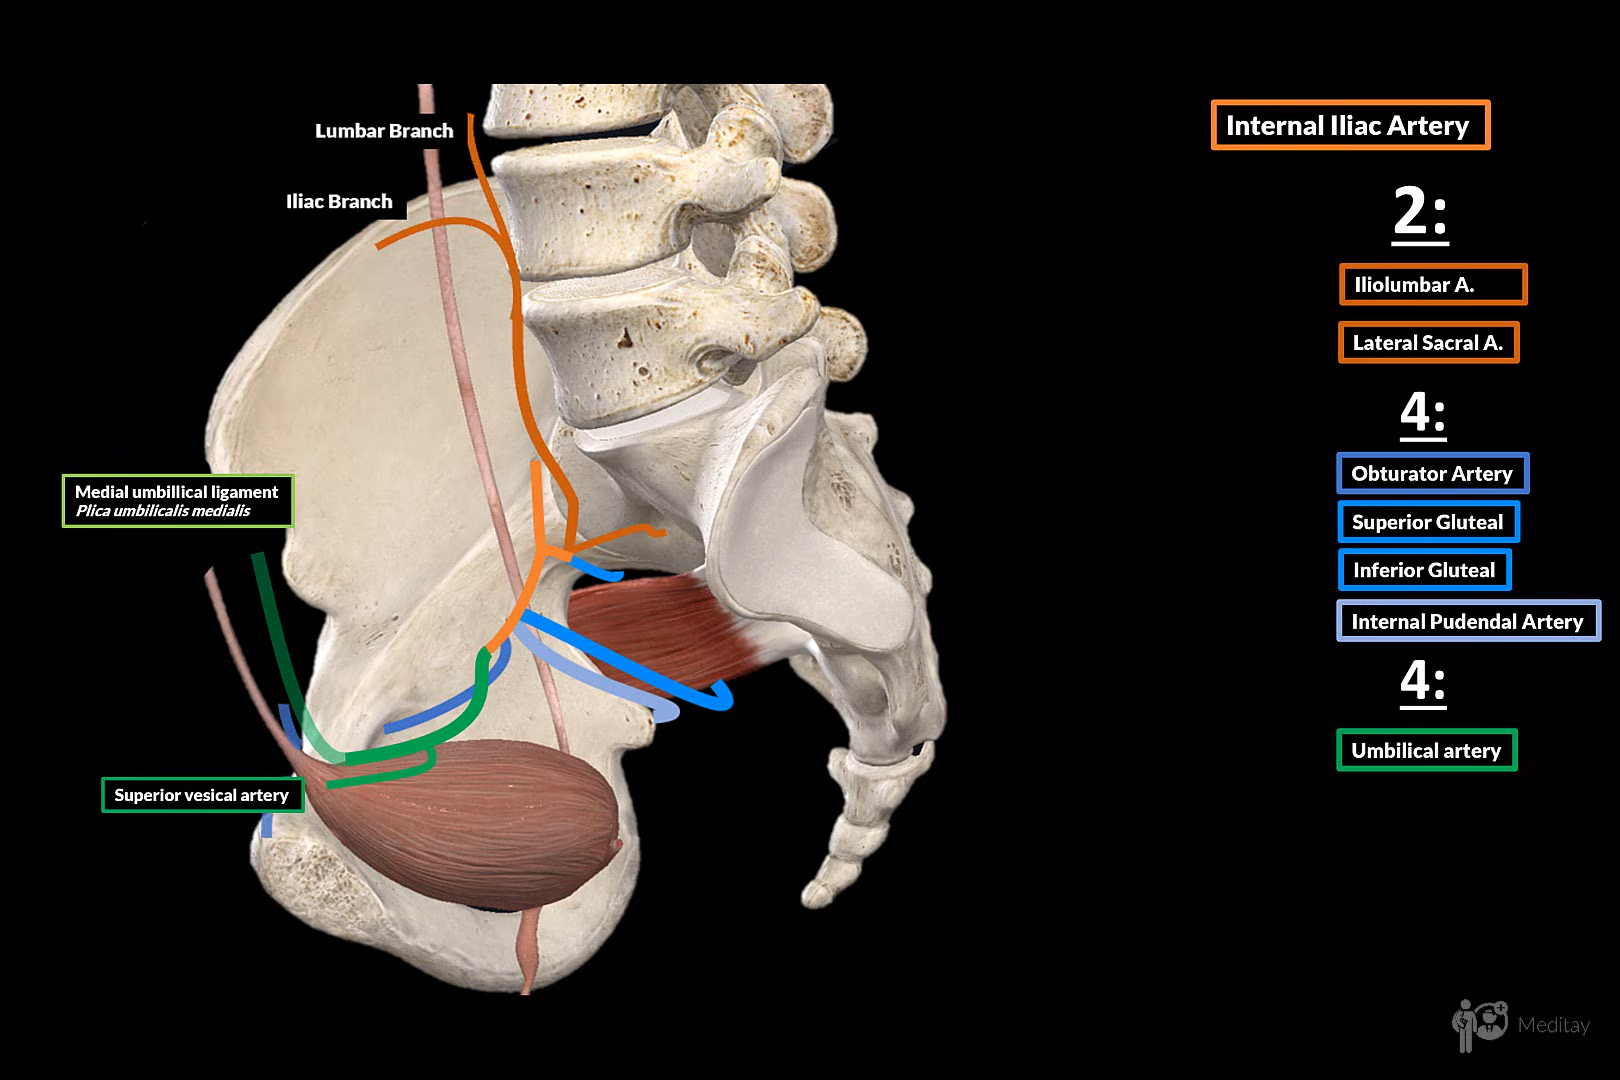 Lumbar Branch
Iliac Branch
Medial umbillical ligament
Plica umbilicalis medialis
Superior vesical artery
Internal Iliac Artery
2:
Iliolumbar A.
Lateral Sacral A.
4:
Obturator Artery
Superior Gluteal
Inferior Gluteal
Internal Pudendal Artery
4:
Umbilical artery
Meditay